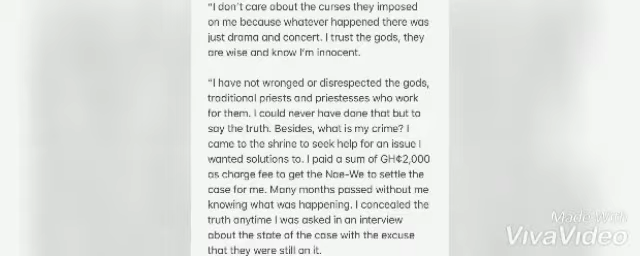 "I don't care about the curses they imposed
on me because whatever happened there was
just drama and concert. I trust the gods, they
are wise and know I'm innocent.
"I have not wronged or disrespected the gods,
traditional priests and priestesses who work
for them. I could never have done that but to
say the truth. Besides, what is my crime? I
came to the shrine to seek help for an issue I
wanted solutions to. I paid a sum of GH¢2,000
as charge fee to get the Nae-We to settle the
case for me. Many months passed without me
knowing what was happening. I concealed the
truth anytime I was asked in an interview
about the state of the case with the excuse
that they were still on it.
Made With
VivaVideo